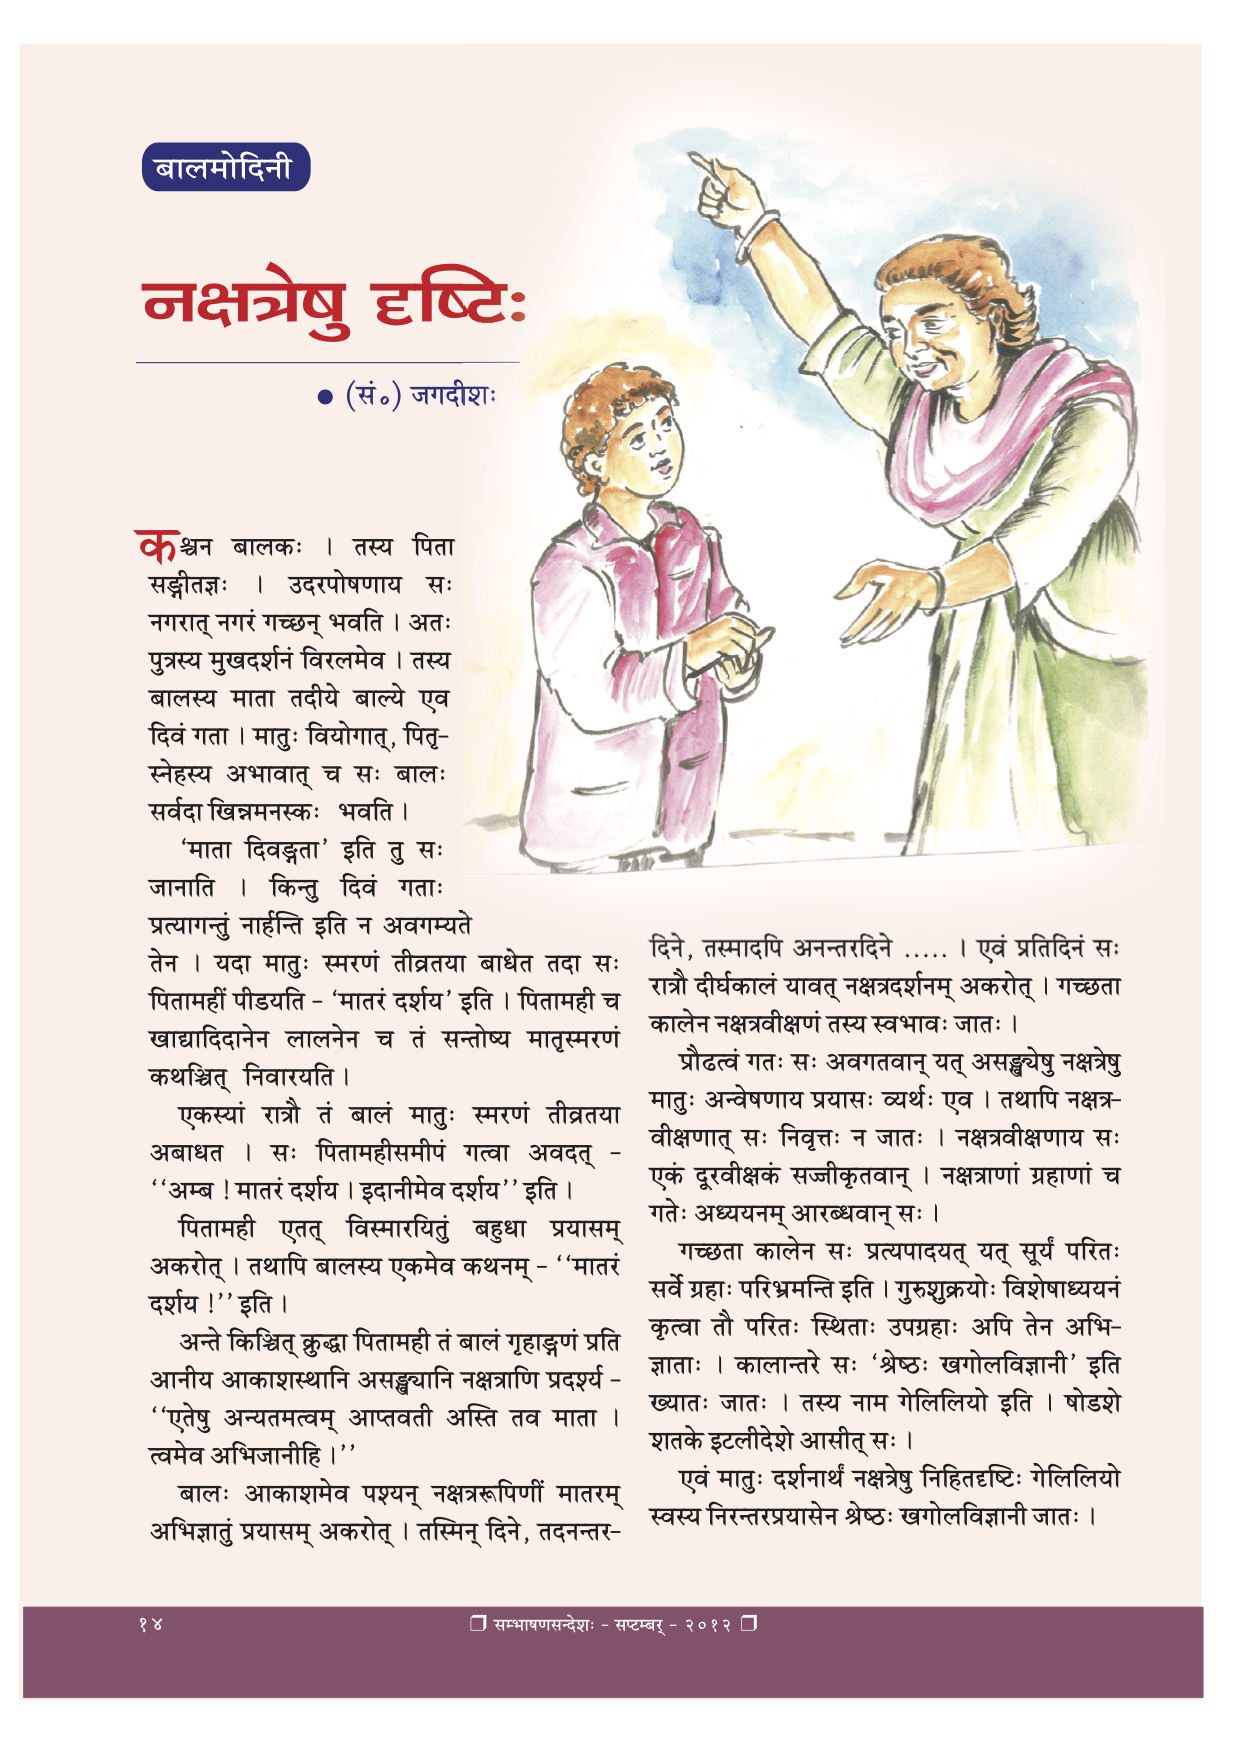 बालमोदिनी
नक्षत्रेषु दृष्टिः
● (सं०) जगदीशः
कश्चन बालकः । तस्य पिता
सङ्गीतज्ञः । उदरपोषणाय सः
नगरात् नगरं गच्छन् भवति । अतः
पुत्रस्य मुखदर्शनं विरलमेव । तस्य
बालस्य माता तदीये बाल्ये एव
दिवं गता । मातुः वियोगात्, पितृ-
स्नेहस्य अभावात् च सः बालः
सर्वदा खिन्नमनस्कः भवति ।
‘माता दिवङ्गता’ इति तु सः
जानाति । किन्तु दिवं गताः
प्रत्यागन्तुं नार्हन्ति इति न अवगम्यते
तेन । यदा मातुः स्मरणं तीव्रतया बाधेत तदा सः
पितामहीं पीडयति - ‘मातरं दर्शय’ इति । पितामही च
खाद्यादिदानेन लालनेन च तं सन्तोष्य मातृस्मरणं
कथञ्चित् निवारयति ।
एकस्यां रात्रौ तं बालं मातुः स्मरणं तीव्रतया
अबाधत । सः पितामहीसमीपं गत्वा अवदत् -
‘‘अम्ब ! मातरं दर्शय । इदानीमेव दर्शय’’ इति ।
पितामही एतत् विस्मारयितुं बहुधा प्रयासम्
अकरोत् । तथापि बालस्य एकमेव कथनम् - ‘‘मातरं
दर्शय !’’ इति ।
अन्ते किञ्चित् क्रुद्धा पितामही तं बालं गृहाङ्गणं प्रति
आनीय आकाशस्थानि असङ्ख्यानि नक्षत्राणि प्रदर्श्य -
‘‘एतेषु अन्यतमत्वम् आप्तवती अस्ति तव माता ।
त्वमेव अभिजानीहि ।’’
बालः आकाशमेव पश्यन् नक्षत्ररूपिणीं मातरम्
अभिज्ञातुं प्रयासम् अकरोत् । तस्मिन् दिने, तदनन्तर-
दिने, तस्मादपि अनन्तरदिने ..... । एवं प्रतिदिनं सः
रात्रौ दीर्घकालं यावत् नक्षत्रदर्शनम् अकरोत् । गच्छता
कालेन नक्षत्रवीक्षणं तस्य स्वभावः जातः ।
प्रौढत्वं गतः सः अवगतवान् यत् असङ्ख्येषु नक्षत्रेषु
मातुः अन्वेषणाय प्रयासः व्यर्थः एव । तथापि नक्षत्र-
वीक्षणात् सः निवृत्तः न जातः । नक्षत्रवीक्षणाय सः
एकं दूरवीक्षकं सज्जीकृतवान् । नक्षत्राणां ग्रहाणां च
गतेः अध्ययनम् आरब्धवान् सः ।
गच्छता कालेन सः प्रत्यपादयत् यत् सूर्यं परितः
सर्वे ग्रहाः परिभ्रमन्ति इति । गुरुशुक्रयोः विशेषाध्ययनं
कृत्वा तौ परितः स्थिताः उपग्रहाः अपि तेन अभि-
ज्ञाताः । कालान्तरे सः ‘श्रेष्ठः खगोलविज्ञानी’ इति
ख्यातः जातः । तस्य नाम गेलिलियो इति । षोडशे
शतके इटलीदेशे आसीत् सः ।
एवं मातुः दर्शनार्थं नक्षत्रेषु निहितदृष्टिः गेलिलियो
स्वस्य निरन्तरप्रयासेन श्रेष्ठः खगोलविज्ञानी जातः ।
१४
❐ सम्भाषणसन्देशः - सप्टम्बर् - २०१२ ❐